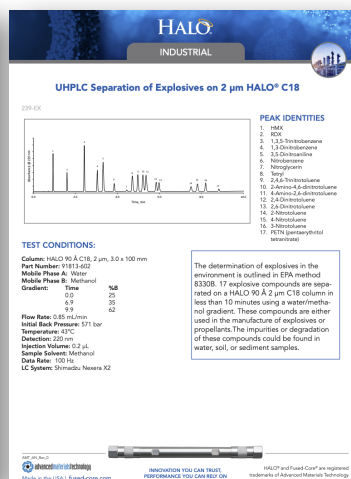 HALO®
INDUSTRIAL
UHPLC Separation of Explosives on 2 µm HALO® C18
239-EX
PEAK IDENTITIES
1. HMX
2. RDX
3. 1,3,5-Trinitrobenzene
4. 1,3-Dinitrobenzene
5. 3,5-Dinitroaniline
6. Nitrobenzene
7. Nitroglycerin
8. Tetryl
9. 2,4,6-Trinitrotoluene
10. 2-Amino-4,6-dinitrotoluene
11. 4-Amino-2,6-dinitrotoluene
12. 2,4-Dinitrotoluene
13. 2,6-Dinitrotoluene
14. 2-Nitrotoluene
15. 4-Nitrotoluene
16. 3-Nitrotoluene
17. PETN (pentaerythritol
tetranitrate)
Time, min
TEST CONDITIONS:
Column: HALO 90 Å C18, 2 µm, 3.0 x 100 mm
Part Number: 91813-602
Mobile Phase A: Water
Mobile Phase B: Methanol
Gradient: Time %B
0.0 25
6.9 35
9.9 62
Flow Rate: 0.85 mL/min
Initial Back Pressure: 571 bar
Temperature: 43°C
Detection: 220 nm
Injection Volume: 0.2 µL
Sample Solvent: Methanol
Data Rate: 100 Hz
LC System: Shimadzu Nexera X2
The determination of explosives in the
environment is outlined in EPA method
8330B. 17 explosive compounds are sepa-
rated on a HALO 90 Å 2 µm C18 column in
less than 10 minutes using a water/metha-
nol gradient. These compounds are either
used in the manufacture of explosives or
propellants.The impurities or degradation
of these compounds could be found in
water, soil, or sediment samples.
advancedmaterialstechnology
Made in the USA | fused-core.com
INNOVATION YOU CAN TRUST,
PERFORMANCE YOU CAN RELY ON
HALO® and Fused-Core® are registered
trademarks of Advanced Materials Technology